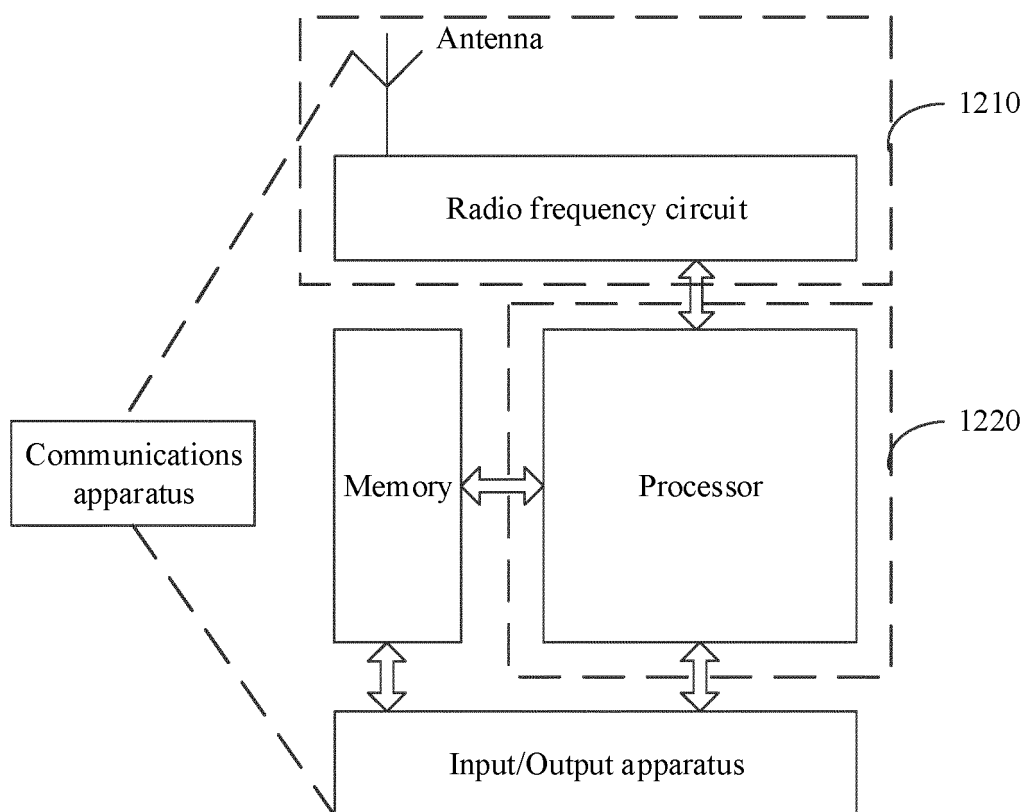 Antenna
1210
Radio frequency circuit
Communications
apparatus
Memory
Processor
1220
Input/Output apparatus